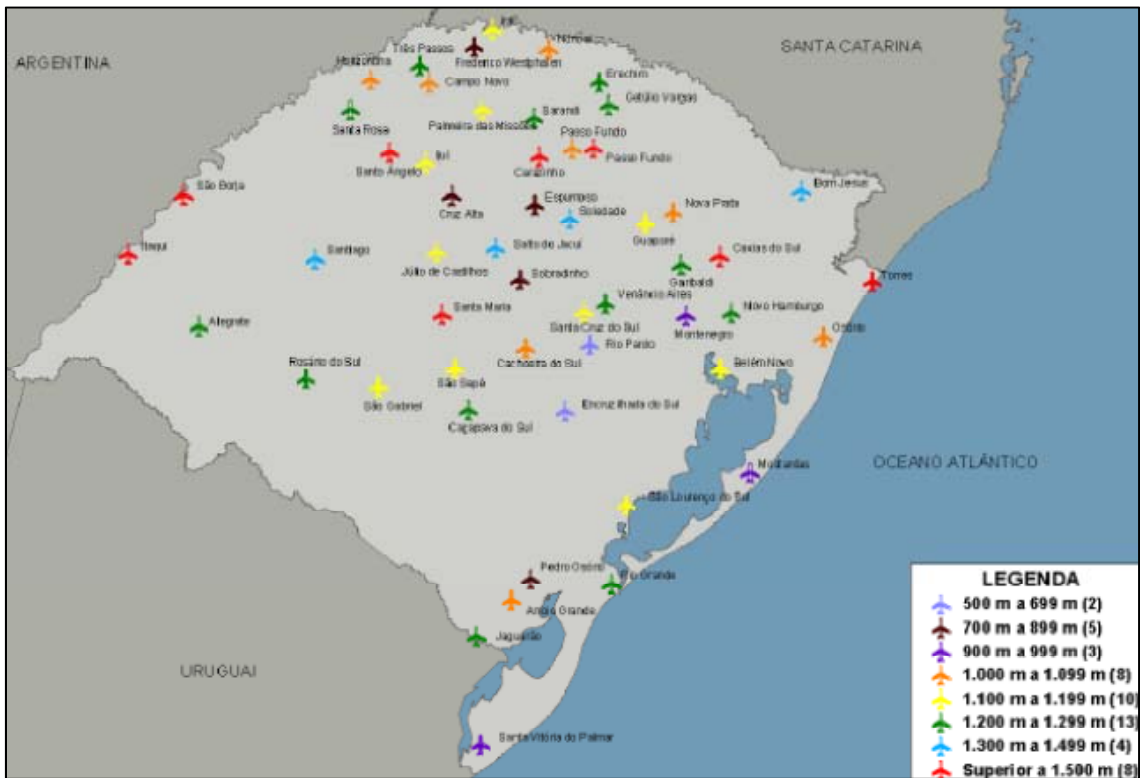 ARGENTINA
SANTA CATARINA
Nonoai
Três Passos
Frederico Westphalen
Horizontina
Campo Novo
Erechim
Getúlio Vargas
Santa Rosa
Palmeira das Missões
Sarandi
Passo Fundo
Passo Fundo
Santo Ângelo
Ijuí
Carazinho
São Borja
Bom Jesus
Cruz Alta
Espumoso
Soledade
Nova Prata
Guaporé
Itaqui
Santiago
Júlio de Castilhos
Salto do Jacuí
Caxias do Sul
Garibaldi
Sobradinho
Torres
Santa Maria
Venâncio Aires
Santa Cruz do Sul
Montenegro
Novo Hamburgo
Osório
Alegrete
Rio Pardo
Cachoeira do Sul
Rosário do Sul
São Sepé
Belém Novo
São Gabriel
Caçapava do Sul
Encruzilhada do Sul
Mostardas
OCEANO ATLÂNTICO
São Lourenço do Sul
Pedro Osório
Rio Grande
Arroio Grande
Jaguarão
URUGUAI
Santa Vitória do Palmar
LEGENDA
500 m a 699 m (2)
700 m a 899 m (5)
900 m a 999 m (3)
1.000 m a 1.099 m (8)
1.100 m a 1.199 m (10)
1.200 m a 1.299 m (13)
1.300 m a 1.499 m (4)
Superior a 1.500 m (8)